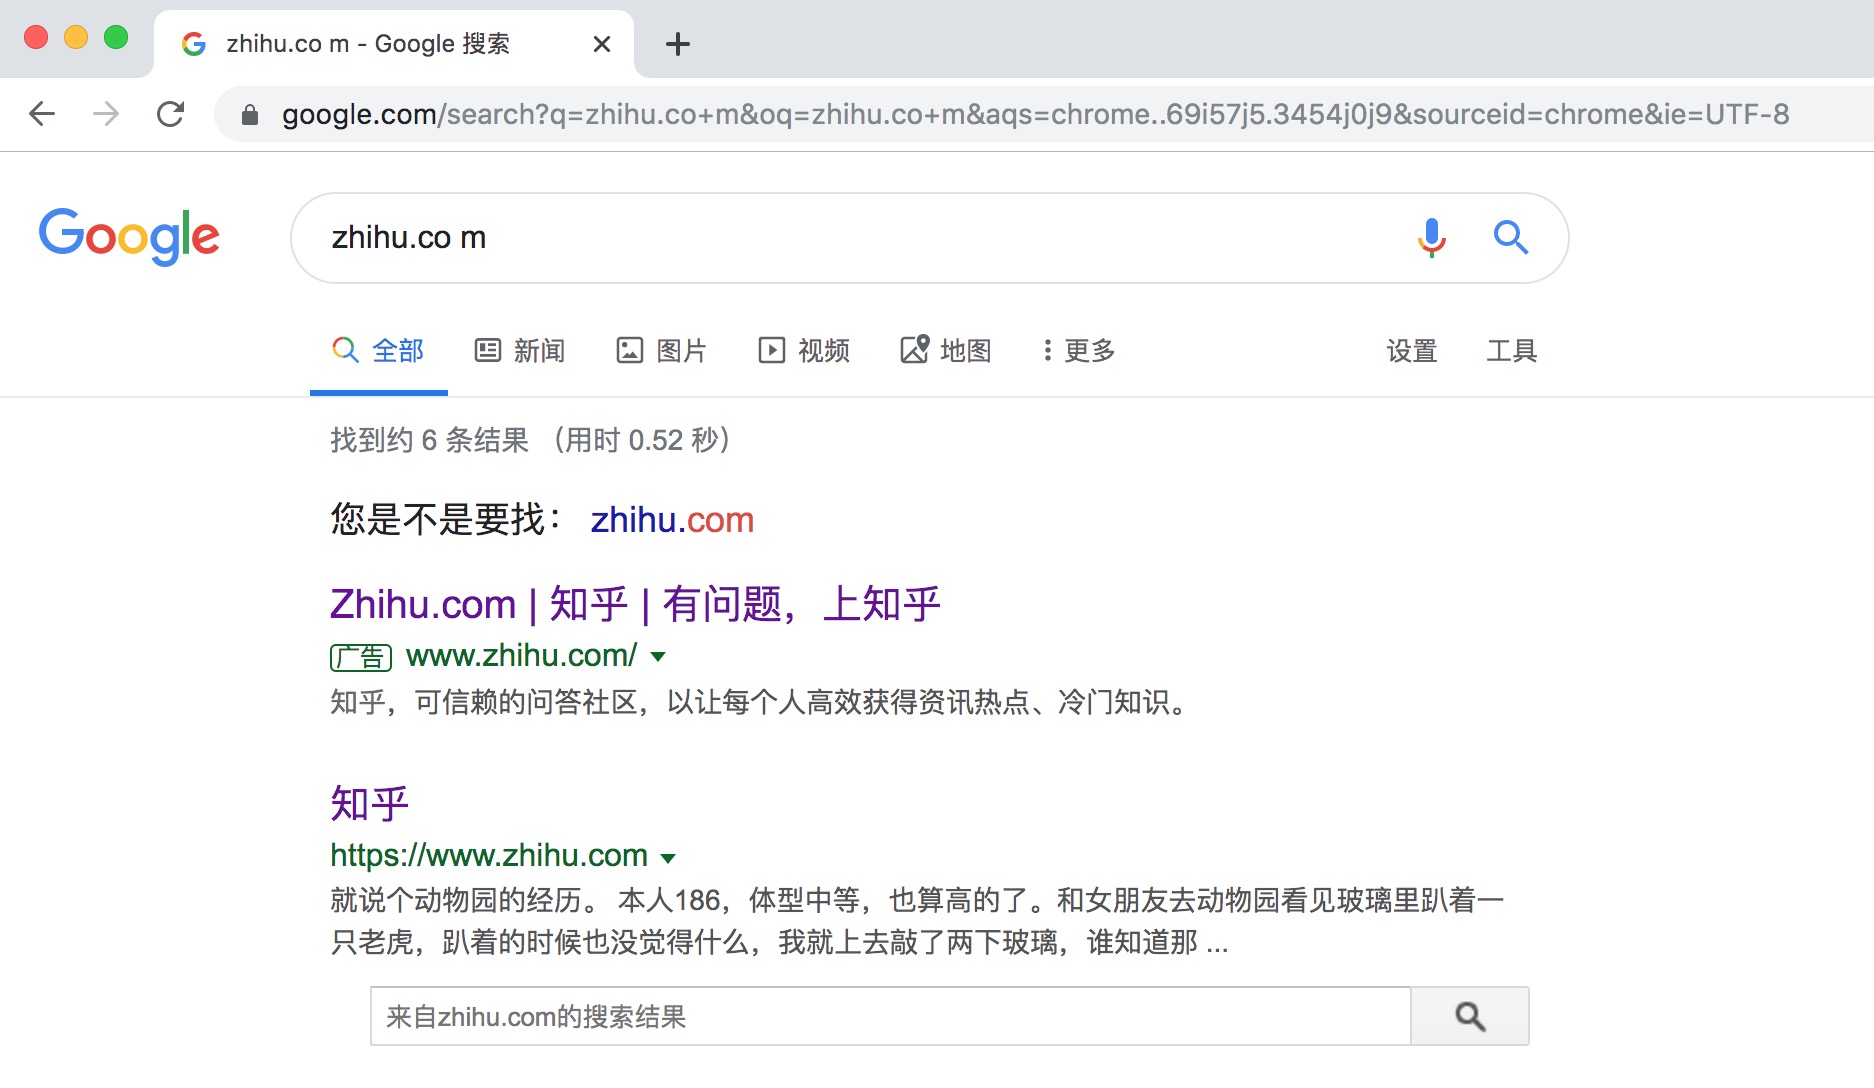 zhihu.co m - Google 搜索
google.com/search?q=zhihu.co+m&oq=zhihu.co+m&aqs=chrome..69i57j5.3454j0j9&sourceid=chrome&ie=UTF-8
Google
zhihu.co m
全部 新闻 图片 视频 地图 更多 设置 工具
找到约 6 条结果 （用时 0.52 秒）
您是不是要找： zhihu.com
Zhihu.com | 知乎 | 有问题，上知乎
广告 www.zhihu.com/
知乎，可信赖的问答社区，以让每个人高效获得资讯热点、冷门知识。
知乎
https://www.zhihu.com
就说个动物园的经历。 本人186，体型中等，也算高的了。和女朋友去动物园看见玻璃里趴着一
只老虎，趴着的时候也没觉得什么，我就上去敲了两下玻璃，谁知道那 ...
来自zhihu.com的搜索结果